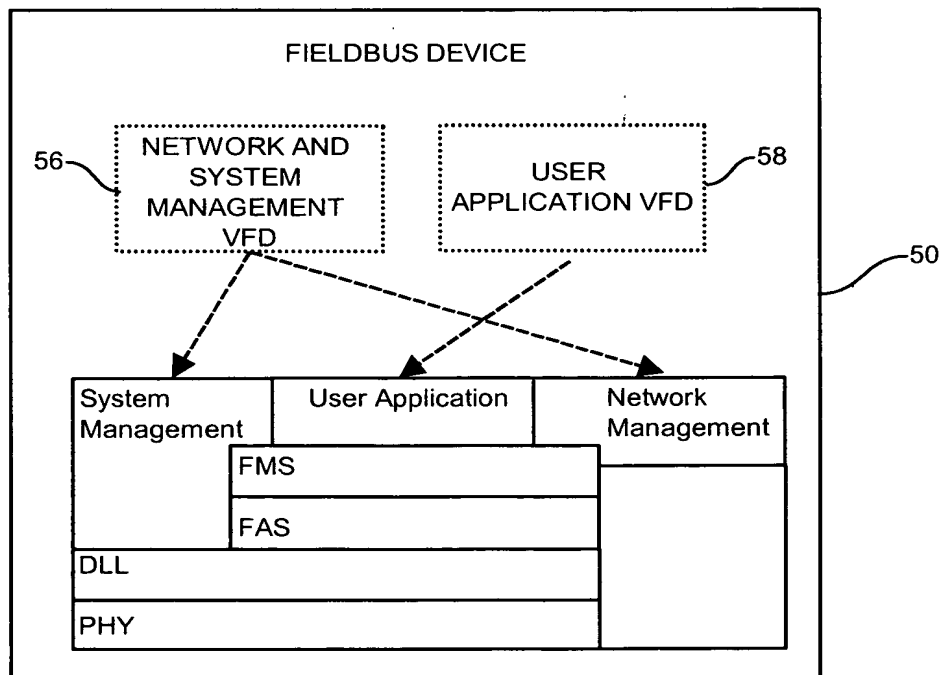 FIELDBUS DEVICE
56
NETWORK AND
SYSTEM
MANAGEMENT
VFD
USER
APPLICATION VFD
58
50
System
Management
User Application
Network
Management
FMS
FAS
DLL
PHY